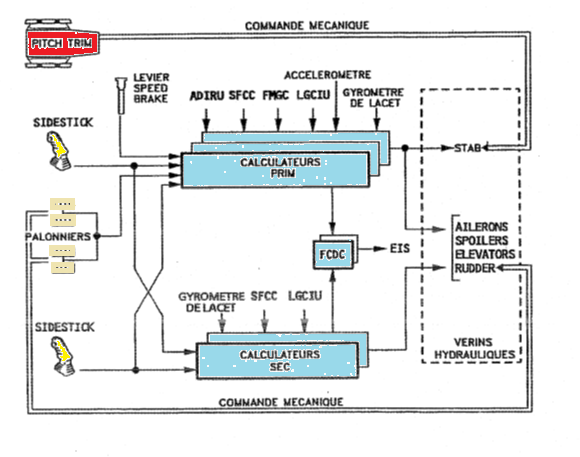 COMMANDE MECANIQUE
PITCH TRIM
LEVIER
SPEED
BRAKE
ACCELEROMETRE
ADIRU SFCC FMGC LGCIU
GYROMETRE
DE LACET
SIDESTICK
CALCULATEURS
PRIM
STAB
PALONNIERS
AILERONS
SPOILERS
ELEVATORS
RUDDER
FCDC
EIS
GYROMETRE
DE LACET
SFCC LGCIU
SIDESTICK
CALCULATEURS
SEC
VERINS
HYDRAULIQUES
COMMANDE MECANIQUE